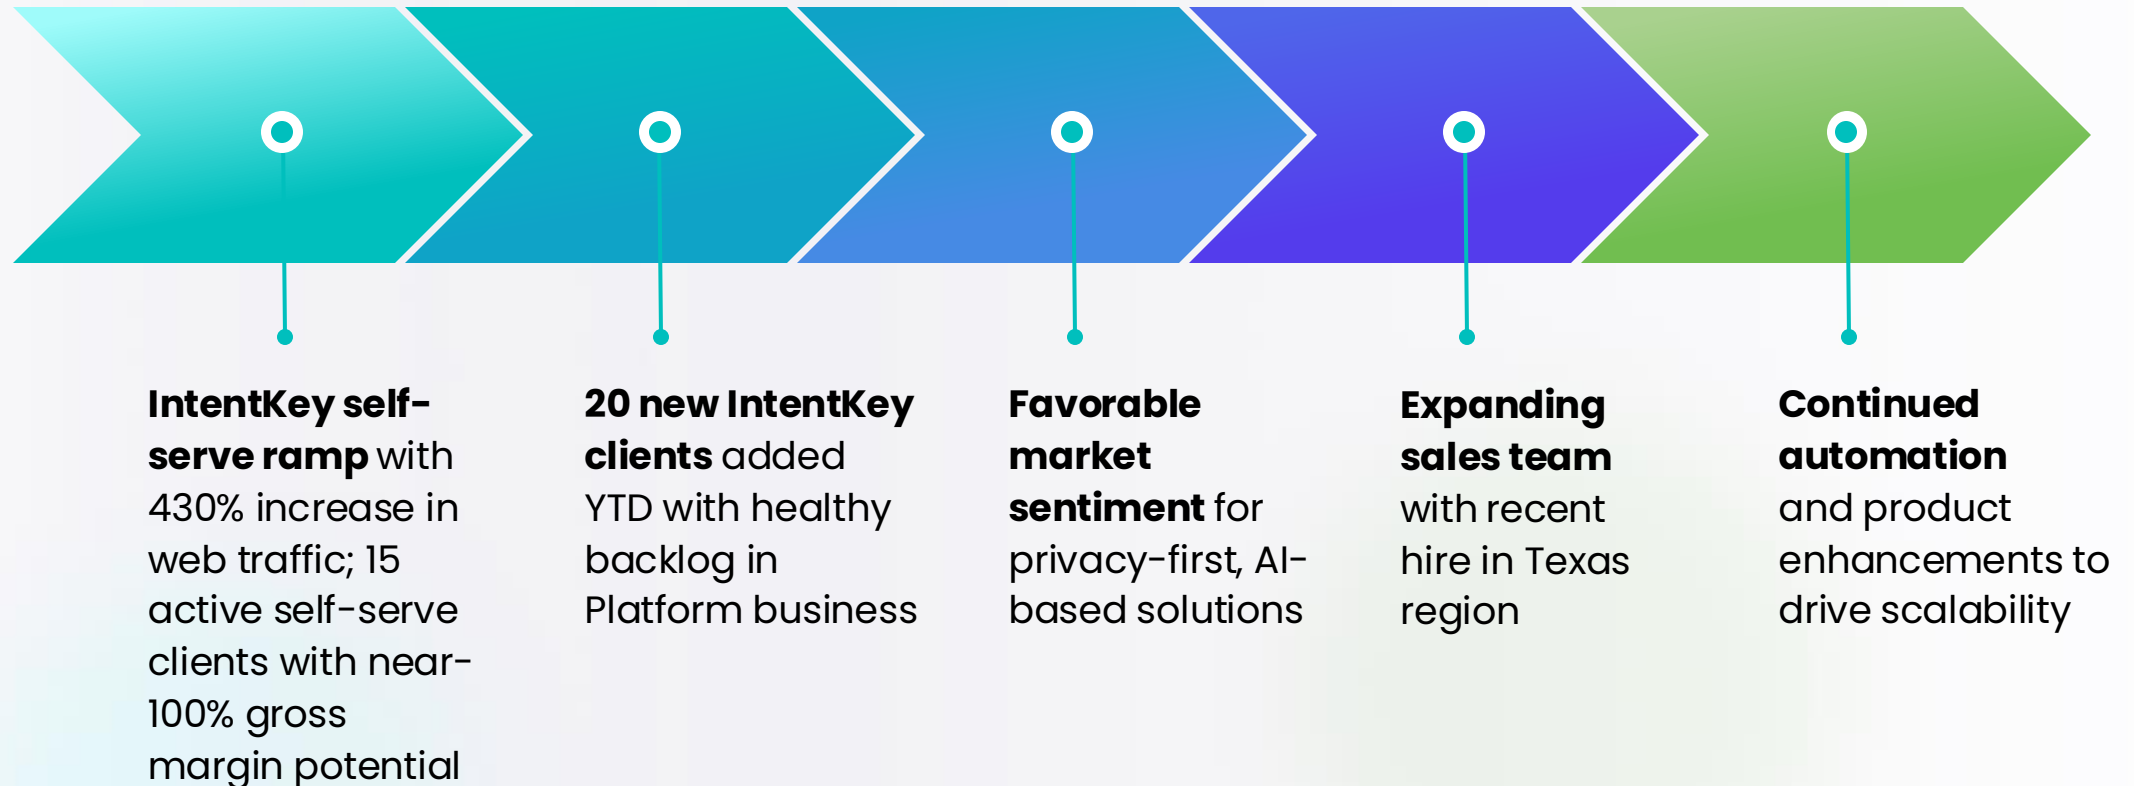 IntentKey self-
serve ramp with
430% increase in
web traffic; 15
active self-serve
clients with near-
100% gross
margin potential
20 new IntentKey
clients added
YTD with healthy
backlog in
Platform business
Favorable
market
sentiment for
privacy-first, AI-
based solutions
Expanding
sales team
with recent
hire in Texas
region
Continued
automation
and product
enhancements to
drive scalability